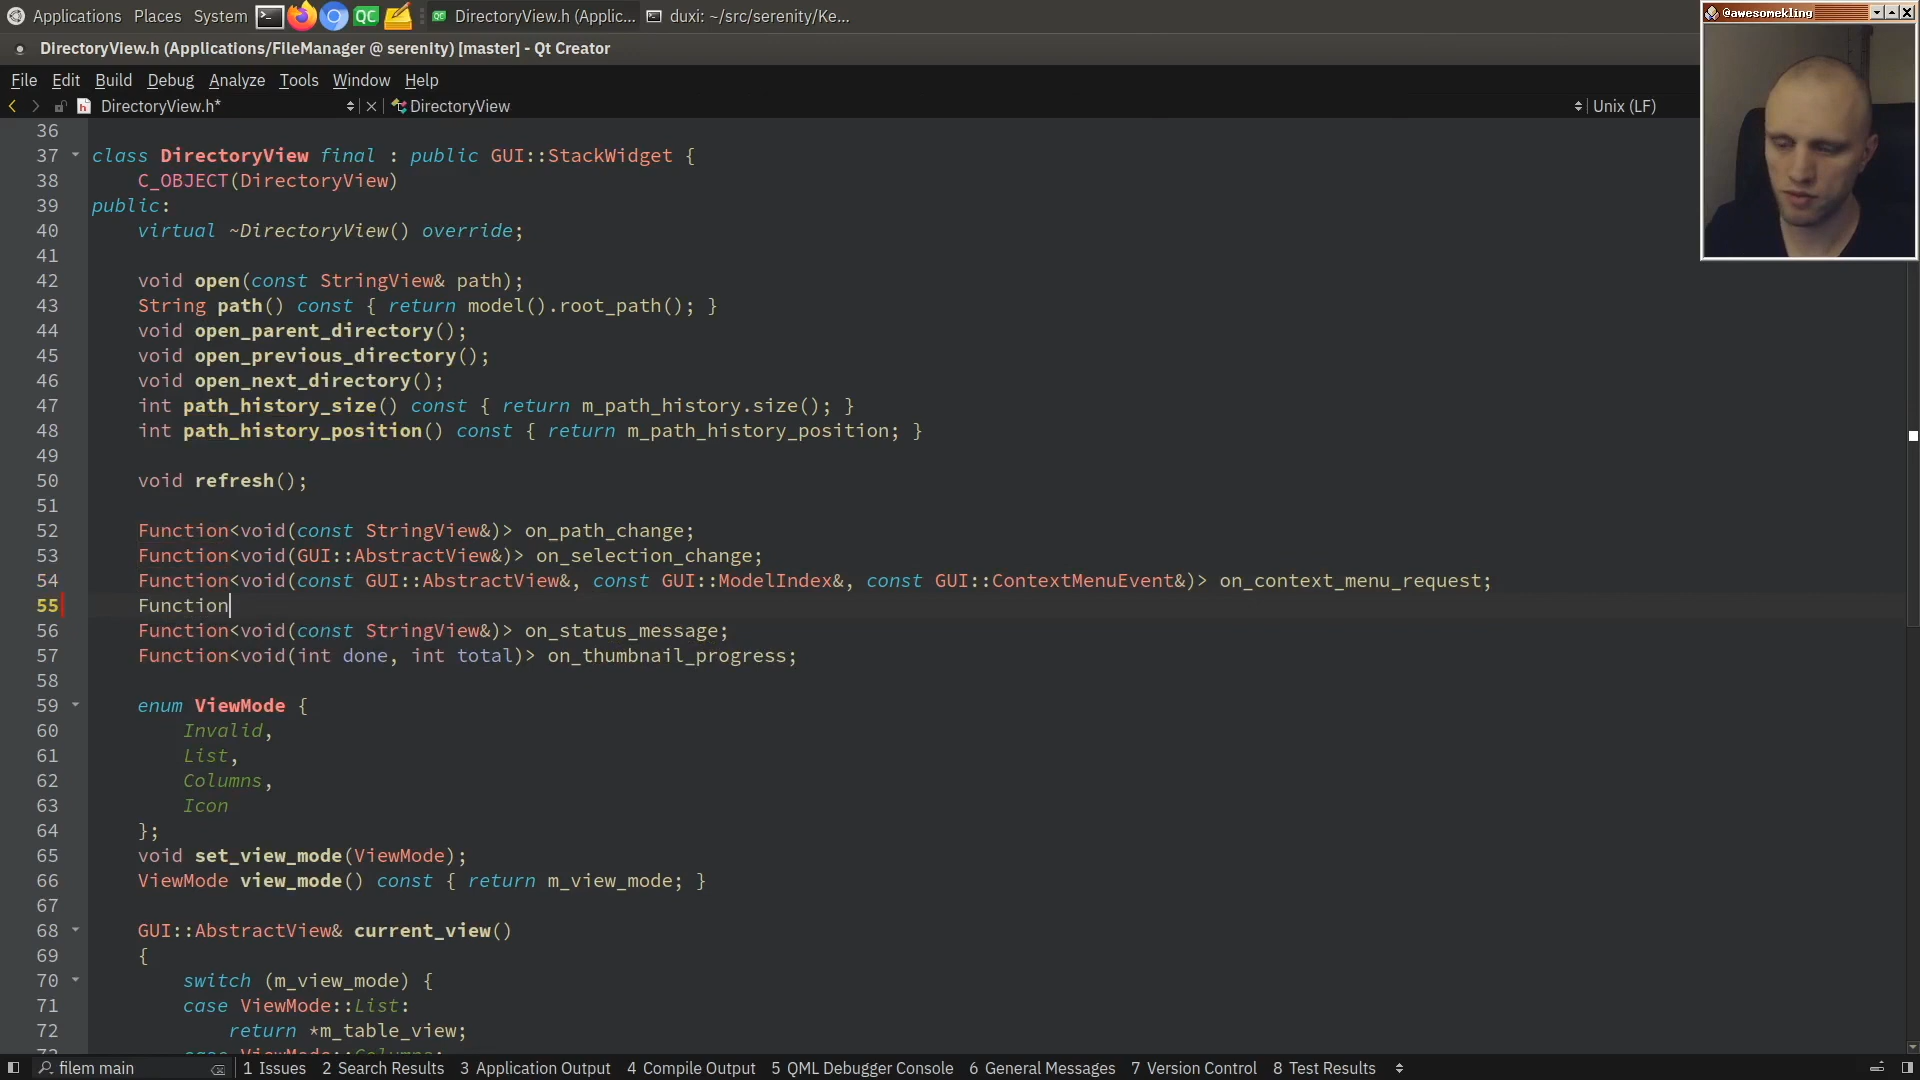 Applications Places System QC QC DirectoryView.h (Applic... duxi: ~/src/serenity/Ke...
@awesomekling
DirectoryView.h (Applications/FileManager @ serenity) [master] - Qt Creator
File Edit Build Debug Analyze Tools Window Help
h DirectoryView.h* DirectoryView Unix (LF)
36
37 class DirectoryView final : public GUI::StackWidget {
38 C_OBJECT(DirectoryView)
39 public:
40 virtual ~DirectoryView() override;
41
42 void open(const StringView& path);
43 String path() const { return model().root_path(); }
44 void open_parent_directory();
45 void open_previous_directory();
46 void open_next_directory();
47 int path_history_size() const { return m_path_history.size(); }
48 int path_history_position() const { return m_path_history_position; }
49
50 void refresh();
51
52 Function<void(const StringView&)> on_path_change;
53 Function<void(GUI::AbstractView&)> on_selection_change;
54 Function<void(const GUI::AbstractView&, const GUI::ModelIndex&, const GUI::ContextMenuEvent&)> on_context_menu_request;
55 Function
56 Function<void(const StringView&)> on_status_message;
57 Function<void(int done, int total)> on_thumbnail_progress;
58
59 enum ViewMode {
60 Invalid,
61 List,
62 Columns,
63 Icon
64 };
65 void set_view_mode(ViewMode);
66 ViewMode view_mode() const { return m_view_mode; }
67
68 GUI::AbstractView& current_view()
69 {
70 switch (m_view_mode) {
71 case ViewMode::List:
72 return *m_table_view;
73 case ViewMode::Columns:
filem main 1 Issues 2 Search Results 3 Application Output 4 Compile Output 5 QML Debugger Console 6 General Messages 7 Version Control 8 Test Results